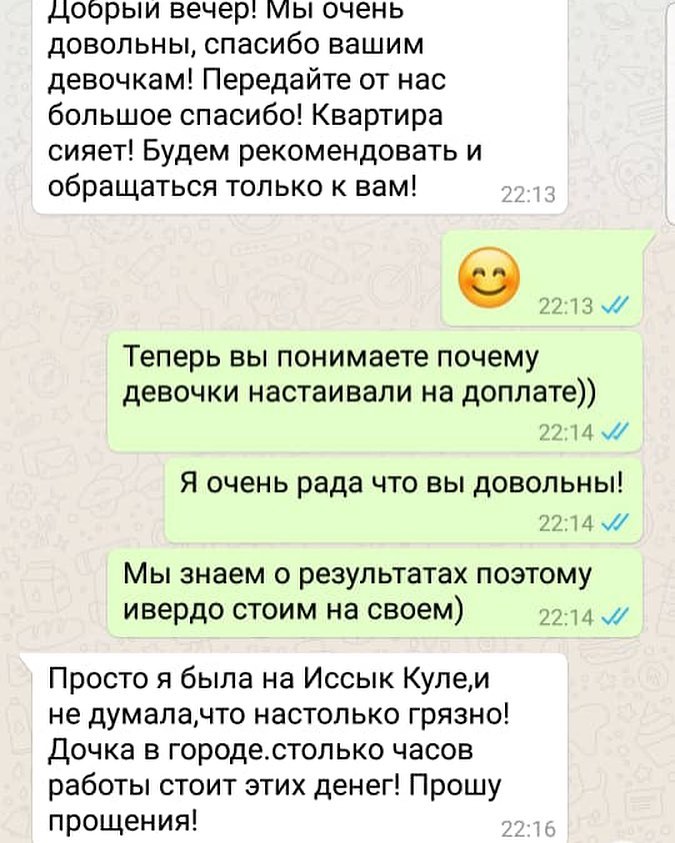 Добрый вечер! Мы очень
довольны, спасибо вашим
девочкам! Передайте от нас
большое спасибо! Квартира
сияет! Будем рекомендовать и
обращаться только к вам!
22:13
22:13
Теперь вы понимаете почему
девочки настаивали на доплате))
22:14
Я очень рада что вы довольны!
22:14
Мы знаем о результатах поэтому
ивердо стоим на своем)
22:14
Просто я была на Иссык Куле,и
не думала,что настолько грязно!
Дочка в городе.столько часов
работы стоит этих денег! Прошу
прощения!
22:16